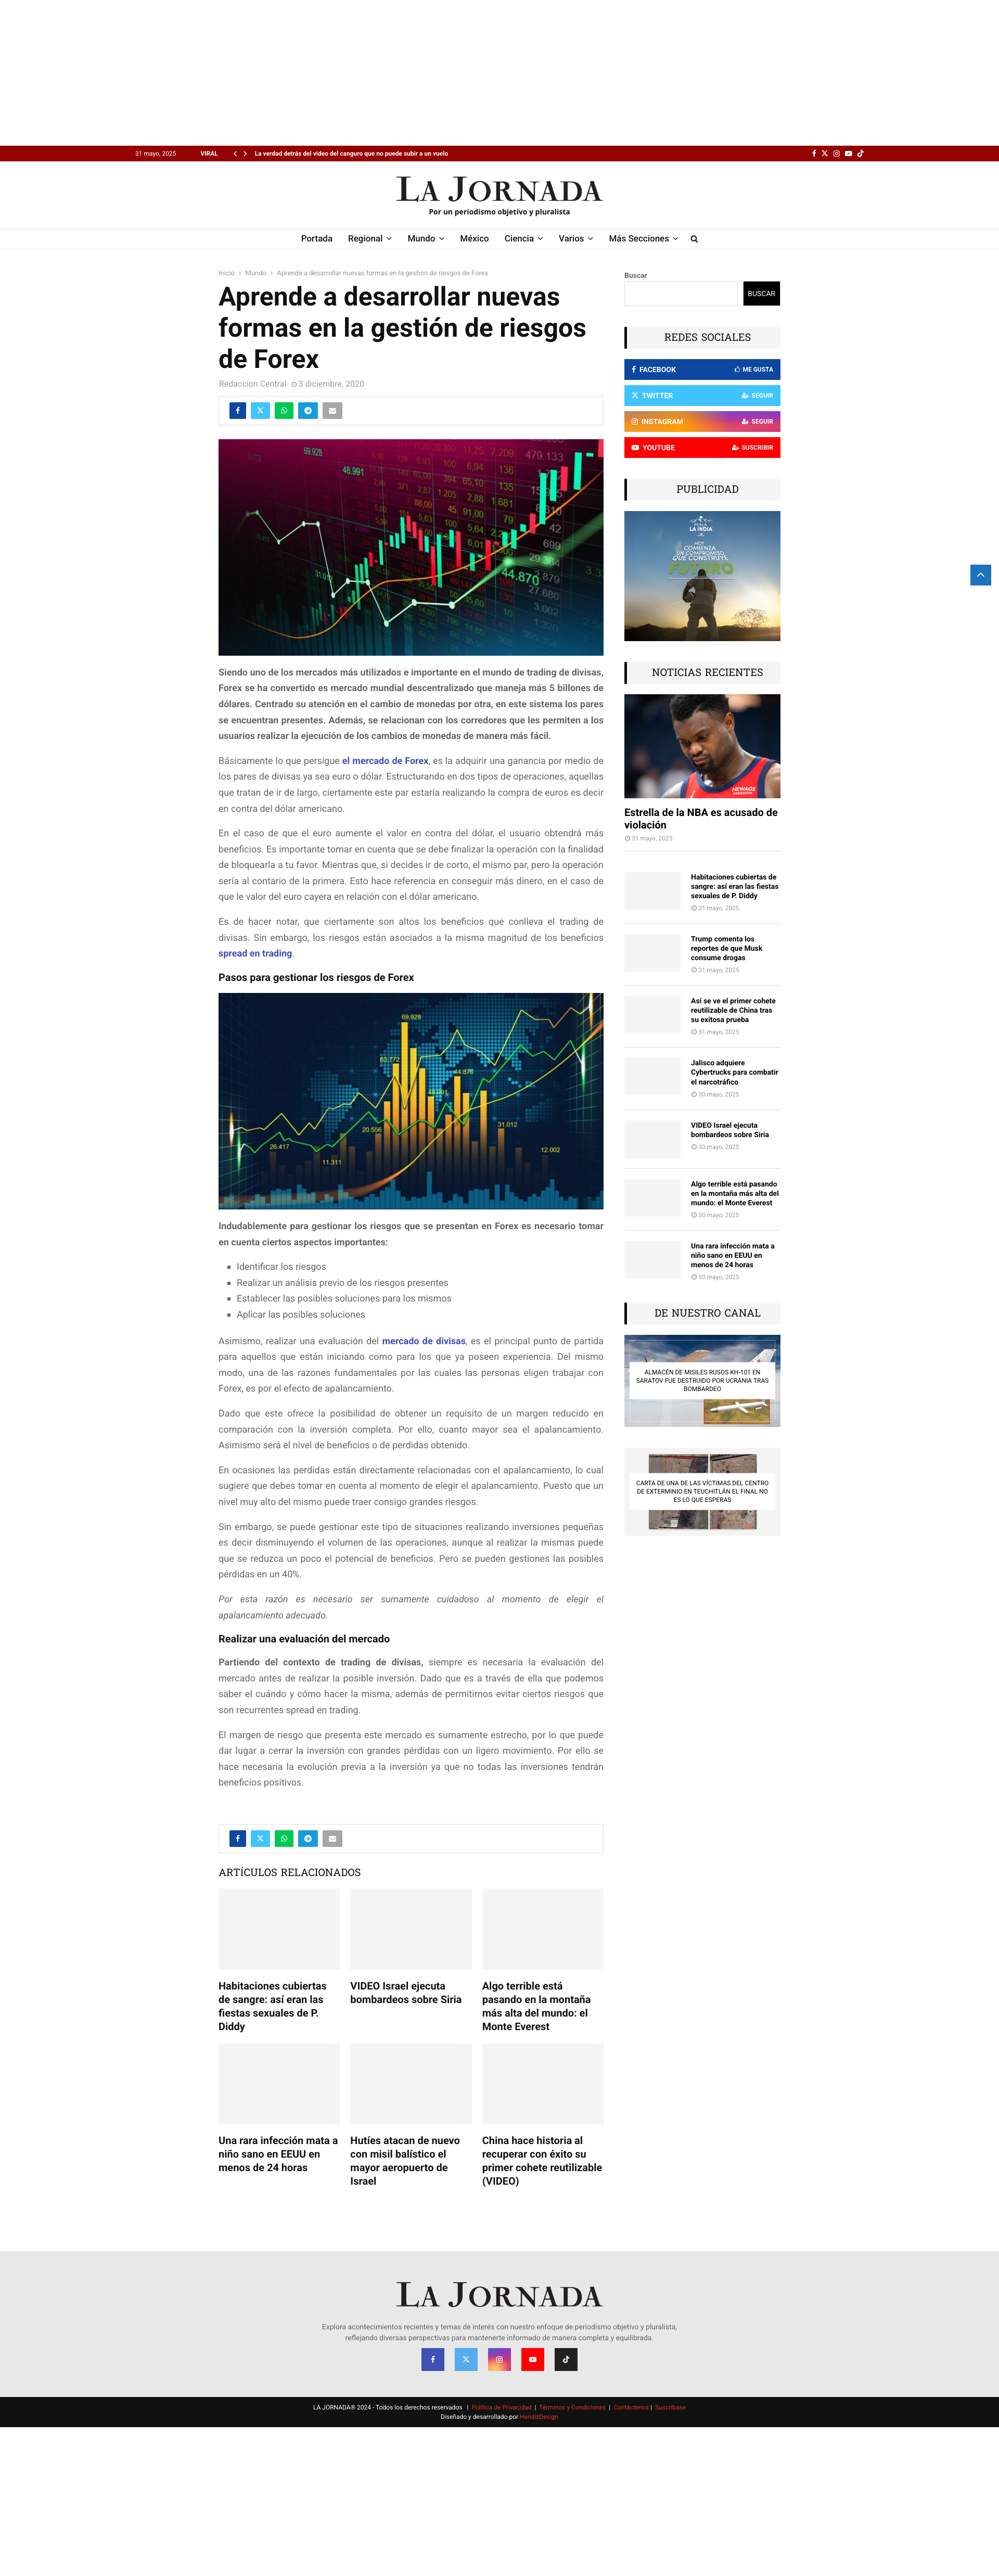 31 mayo, 2025
VIRAL
La verdad detrás del video del canguro que no puede subir a un vuelo
LA JORNADA
Por un periodismo objetivo y pluralista
Portada Regional Mundo México Ciencia Varios Más Secciones
Inicio > Mundo > Aprende a desarrollar nuevas formas en la gestión de riesgos de Forex
Aprende a desarrollar nuevas
formas en la gestión de riesgos
de Forex
Redaccion Central 3 diciembre, 2020
69.928
48.991
479.113
31.012
44.870
27.068
3.622
1.902
Siendo uno de los mercados más utilizados e importante en el mundo de trading de divisas,
Forex se ha convertido es mercado mundial descentralizado que maneja más 5 billones de
dólares. Centrado su atención en el cambio de monedas por otra, en este sistema los pares
se encuentran presentes. Además, se relacionan con los corredores que les permiten a los
usuarios realizar la ejecución de los cambios de monedas de manera más fácil.
Básicamente lo que persigue el mercado de Forex, es la adquirir una ganancia por medio de
los pares de divisas ya sea euro o dólar. Estructurando en dos tipos de operaciones, aquellas
que tratan de ir de largo, ciertamente este par estaría realizando la compra de euros es decir
en contra del dólar americano.
En el caso de que el euro aumente el valor en contra del dólar, el usuario obtendrá más
beneficios. Es importante tomar en cuenta que se debe finalizar la operación con la finalidad
de bloquearla a tu favor. Mientras que, si decides ir de corto, el mismo par, pero la operación
sería al contario de la primera. Esto hace referencia en conseguir más dinero, en el caso de
que le valor del euro cayera en relación con el dólar americano.
Es de hacer notar, que ciertamente son altos los beneficios que conlleva el trading de
divisas. Sin embargo, los riesgos están asociados a la misma magnitud de los beneficios
spread en trading.
Pasos para gestionar los riesgos de Forex
69.928
63.772
44.876
20.556
26.417
11.311
31.012
12.002
Indudablemente para gestionar los riesgos que se presentan en Forex es necesario tomar
en cuenta ciertos aspectos importantes:
Identificar los riesgos
Realizar un análisis previo de los riesgos presentes
Establecer las posibles soluciones para los mismos
Aplicar las posibles soluciones
Asimismo, realizar una evaluación del mercado de divisas, es el principal punto de partida
para aquellos que están iniciando como para los que ya poseen experiencia. Del mismo
modo, una de las razones fundamentales por las cuales las personas eligen trabajar con
Forex, es por el efecto de apalancamiento.
Dado que este ofrece la posibilidad de obtener un requisito de un margen reducido en
comparación con la inversión completa. Por ello, cuanto mayor sea el apalancamiento.
Asimismo será el nivel de beneficios o de perdidas obtenido.
En ocasiones las perdidas están directamente relacionadas con el apalancamiento, lo cual
sugiere que debes tomar en cuenta al momento de elegir el apalancamiento. Puesto que un
nivel muy alto del mismo puede traer consigo grandes riesgos.
Sin embargo, se puede gestionar este tipo de situaciones realizando inversiones pequeñas
es decir disminuyendo el volumen de las operaciones, aunque al realizar la mismas puede
que se reduzca un poco el potencial de beneficios. Pero se pueden gestionar las posibles
pérdidas en un 40%.
Por esta razón es necesario ser sumamente cuidadoso al momento de elegir el
apalancamiento adecuado.
Realizar una evaluación del mercado
Partiendo del contexto de trading de divisas, siempre es necesaria la evaluación del
mercado antes de realizar la posible inversión. Dado que es a través de ella que podemos
saber el cuándo y cómo hacer la misma, además de permitirnos evitar ciertos riesgos que
son recurrentes spread en trading.
El margen de riesgo que presenta este mercado es sumamente estrecho, por lo que puede
dar lugar a cerrar la inversión con grandes pérdidas con un ligero movimiento. Por ello se
hace necesaria la evolución previa a la inversión ya que no todas las inversiones tendrán
beneficios positivos.
ARTÍCULOS RELACIONADOS
Habitaciones cubiertas
de sangre: así eran las
fiestas sexuales de P.
Diddy
VIDEO Israel ejecuta
bombardeos sobre Siria
Algo terrible está
pasando en la montaña
más alta del mundo: el
Monte Everest
Una rara infección mata a
niño sano en EEUU en
menos de 24 horas
Hutíes atacan de nuevo
con misil balístico el
mayor aeropuerto de
Israel
China hace historia al
recuperar con éxito su
primer cohete reutilizable
(VIDEO)
Buscar
BUSCAR
REDES SOCIALES
FACEBOOK ME GUSTA
TWITTER SEGUIR
INSTAGRAM SEGUIR
YOUTUBE SUSCRIBIR
PUBLICIDAD
LA INDIA
HOY
COMIENZA
UN COMPROMISO
QUE CONSTRUYE
FUTURO
NOTICIAS RECIENTES
Estrella de la NBA es acusado de
violación
31 mayo, 2025
Habitaciones cubiertas de
sangre: así eran las fiestas
sexuales de P. Diddy
31 mayo, 2025
Trump comenta los
reportes de que Musk
consume drogas
31 mayo, 2025
Así se ve el primer cohete
reutilizable de China tras
su exitosa prueba
31 mayo, 2025
Jalisco adquiere
Cybertrucks para combatir
el narcotráfico
30 mayo, 2025
VIDEO Israel ejecuta
bombardeos sobre Siria
30 mayo, 2025
Algo terrible está pasando
en la montaña más alta del
mundo: el Monte Everest
30 mayo, 2025
Una rara infección mata a
niño sano en EEUU en
menos de 24 horas
30 mayo, 2025
DE NUESTRO CANAL
ALMACÉN DE MISILES RUSOS KH-101 EN
SARATOV FUE DESTRUIDO POR UCRANIA TRAS
BOMBARDEO
CARTA DE UNA DE LAS VÍCTIMAS DEL CENTRO
DE EXTERMINIO EN TEUCHITLÁN EL FINAL NO
ES LO QUE ESPERAS
LA JORNADA
Explora acontecimientos recientes y temas de interés con nuestro enfoque de periodismo objetivo y pluralista,
reflejando diversas perspectivas para mantenerte informado de manera completa y equilibrada.
LA JORNADA® 2024 - Todos los derechos reservados | Política de Privacidad | Términos y Condiciones | Contáctenos | Suscríbase
Diseñado y desarrollado por HendizDesign